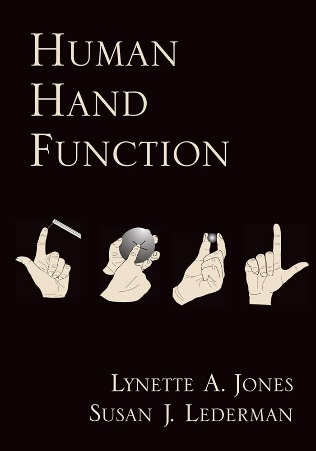 HUMAN
HAND
FUNCTION
LYNETTE A. JONES
SUSAN J. LEDERMAN